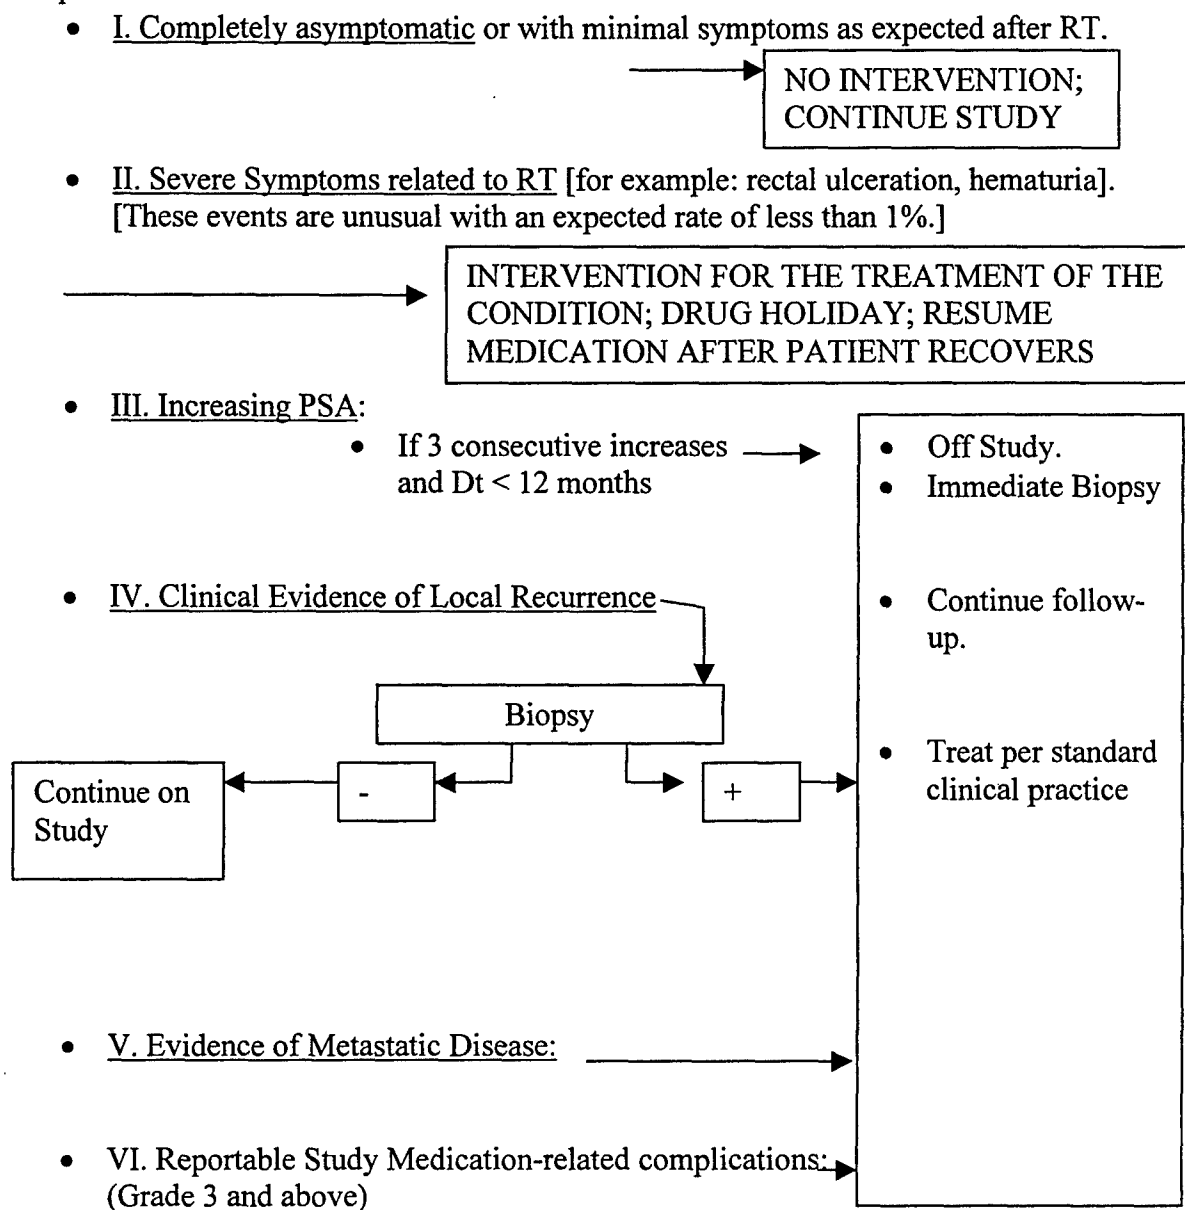 • I. Completely asymptomatic or with minimal symptoms as expected after RT.
NO INTERVENTION;
CONTINUE STUDY
• II. Severe Symptoms related to RT [for example: rectal ulceration, hematuria].
[These events are unusual with an expected rate of less than 1%.]
INTERVENTION FOR THE TREATMENT OF THE
CONDITION; DRUG HOLIDAY; RESUME
MEDICATION AFTER PATIENT RECOVERS
• III. Increasing PSA:
• If 3 consecutive increases
and Dt < 12 months
• Off Study.
• Immediate Biopsy
• Continue follow-
up.
• Treat per standard
clinical practice
• IV. Clinical Evidence of Local Recurrence
Biopsy
-
+
Continue on
Study
• V. Evidence of Metastatic Disease:
• VI. Reportable Study Medication-related complications:
(Grade 3 and above)